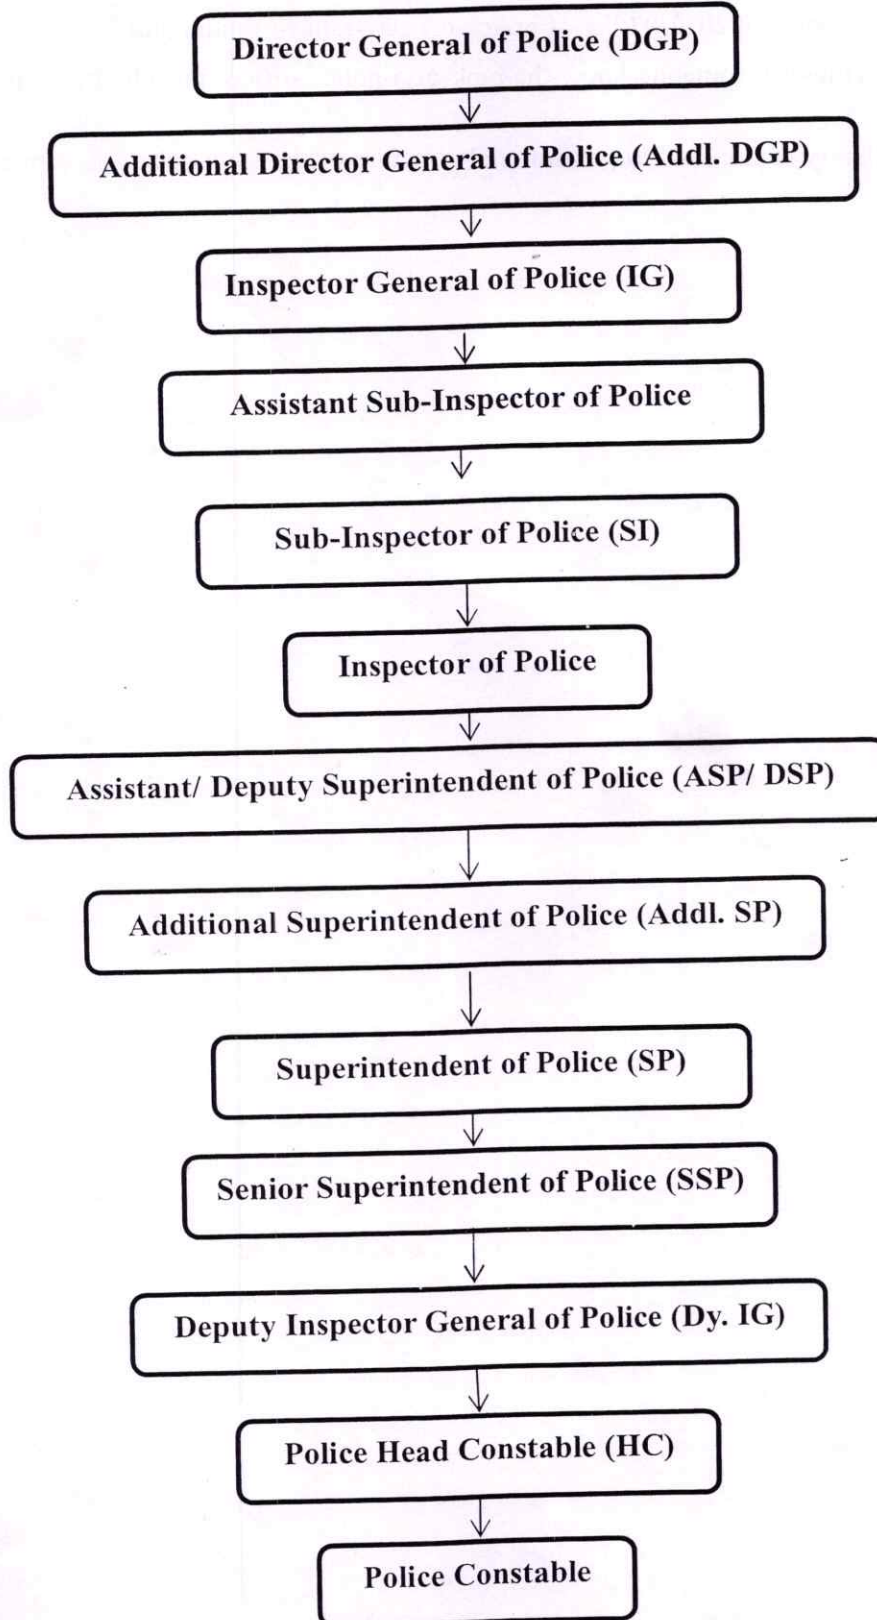 Director General of Police (DGP)
Additional Director General of Police (Addl. DGP)
Inspector General of Police (IG)
Assistant Sub-Inspector of Police
Sub-Inspector of Police (SI)
Inspector of Police
Assistant/ Deputy Superintendent of Police (ASP/ DSP)
Additional Superintendent of Police (Addl. SP)
Superintendent of Police (SP)
Senior Superintendent of Police (SSP)
Deputy Inspector General of Police (Dy. IG)
Police Head Constable (HC)
Police Constable